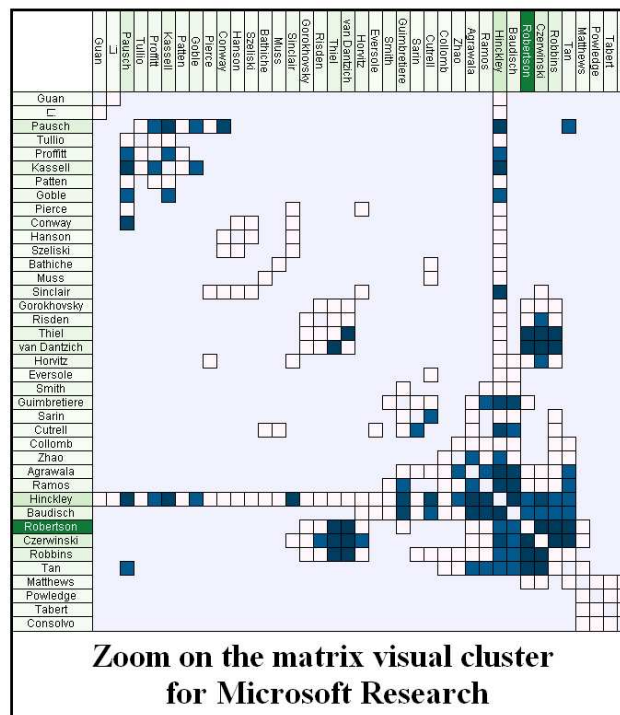 Guan
⊏
Pausch
Tullio
Proffitt
Kassell
Patten
Goble
Pierce
Conway
Hanson
Szeliski
Bathiche
Muss
Sinclair
Gorokhovsky
Risden
Thiel
van Dantzich
Horvitz
Eversole
Smith
Guimbretiere
Sarin
Cutrell
Collomb
Zhao
Agrawala
Ramos
Hinckley
Baudisch
Robertson
Czerwinski
Robbins
Tan
Matthews
Powledge
Tabert
Guan
⊏
Pausch
Tullio
Proffitt
Kassell
Patten
Goble
Pierce
Conway
Hanson
Szeliski
Bathiche
Muss
Sinclair
Gorokhovsky
Risden
Thiel
van Dantzich
Horvitz
Eversole
Smith
Guimbretiere
Sarin
Cutrell
Collomb
Zhao
Agrawala
Ramos
Hinckley
Baudisch
Robertson
Czerwinski
Robbins
Tan
Matthews
Powledge
Tabert
Consolvo
Zoom on the matrix visual cluster
for Microsoft Research